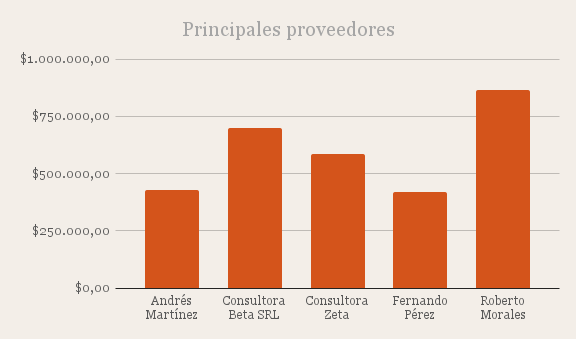 Principales proveedores
$1.000.000,00
$750.000,00
$500.000,00
$250.000,00
$0,00
Andrés
Martínez
Consultora
Beta SRL
Consultora
Zeta
Fernando
Pérez
Roberto
Morales